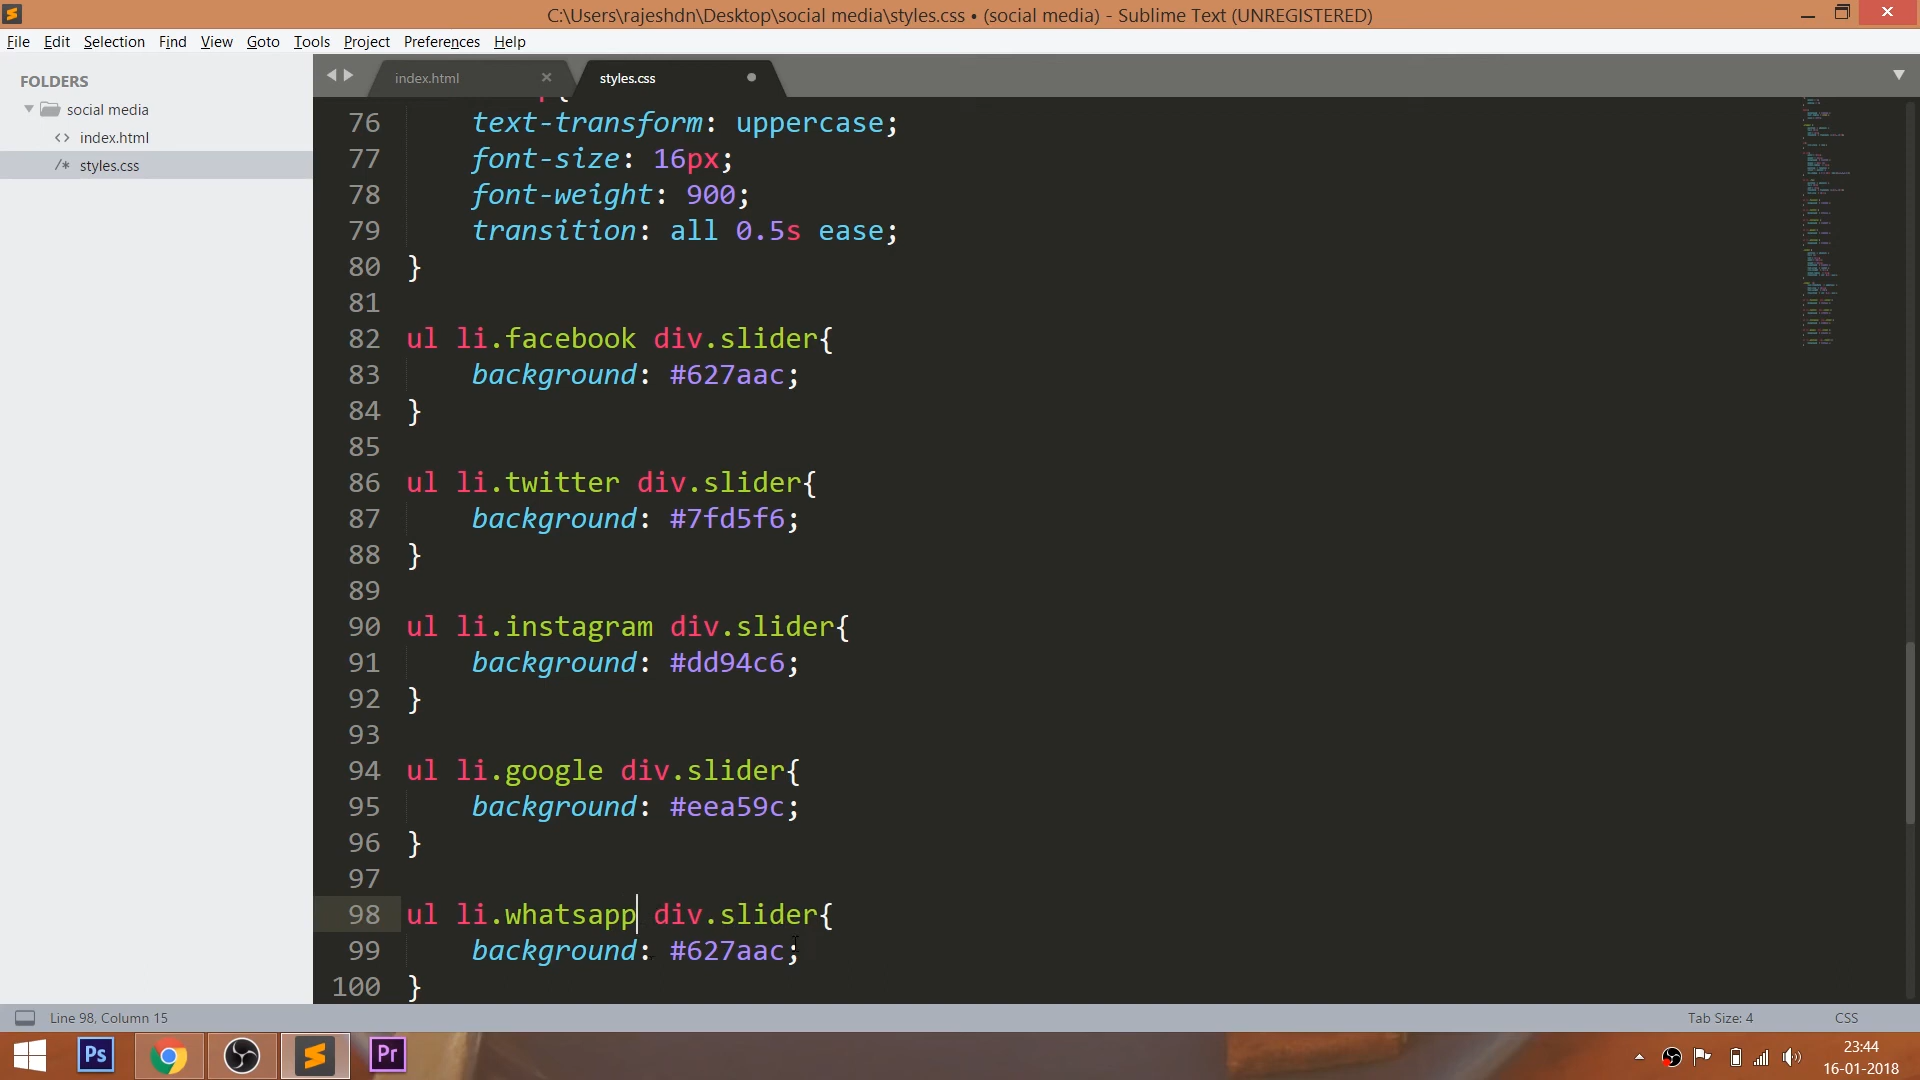 C:\Users\rajeshdn\Desktop\social media\styles.css • (social media) - Sublime Text (UNREGISTERED)
File Edit Selection Find View Goto Tools Project Preferences Help
FOLDERS
social media
<> index.html
/* styles.css
index.html
styles.css
76 text-transform: uppercase;
77 font-size: 16px;
78 font-weight: 900;
79 transition: all 0.5s ease;
80 }
81
82 ul li.facebook div.slider{
83 background: #627aac;
84 }
85
86 ul li.twitter div.slider{
87 background: #7fd5f6;
88 }
89
90 ul li.instagram div.slider{
91 background: #dd94c6;
92 }
93
94 ul li.google div.slider{
95 background: #eea59c;
96 }
97
98 ul li.whatsapp div.slider{
99 background: #627aac;
100 }
Line 98, Column 15
Tab Size: 4
CSS
Ps
Pr
23:44
16-01-2018